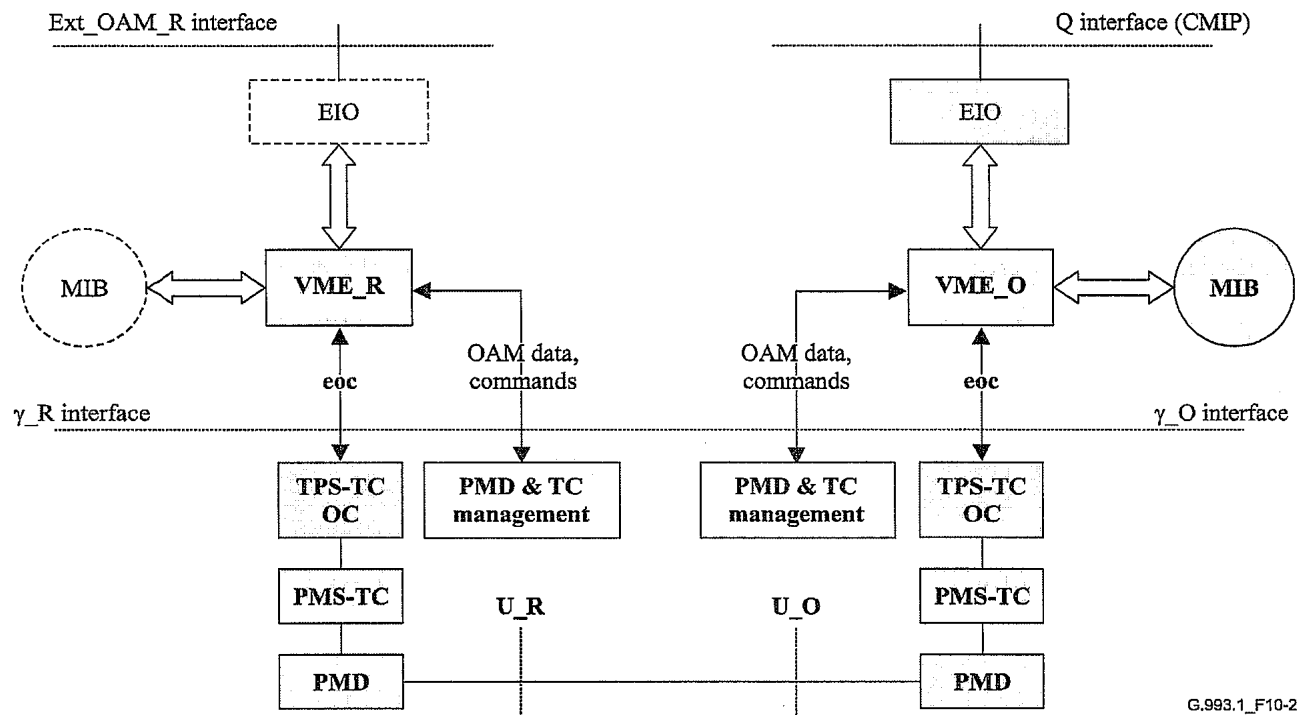 Ext_OAM_R interface
Q interface (CMIP)
EIO
EIO
MIB
VME_R
VME_O
MIB
OAM data,
commands
OAM data,
commands
eoc
eoc
γ_R interface
γ_O interface
TPS-TC
OC
PMD & TC
management
PMD & TC
management
TPS-TC
OC
PMS-TC
U_R
U_O
PMS-TC
PMD
PMD
G.993.1_F10-2